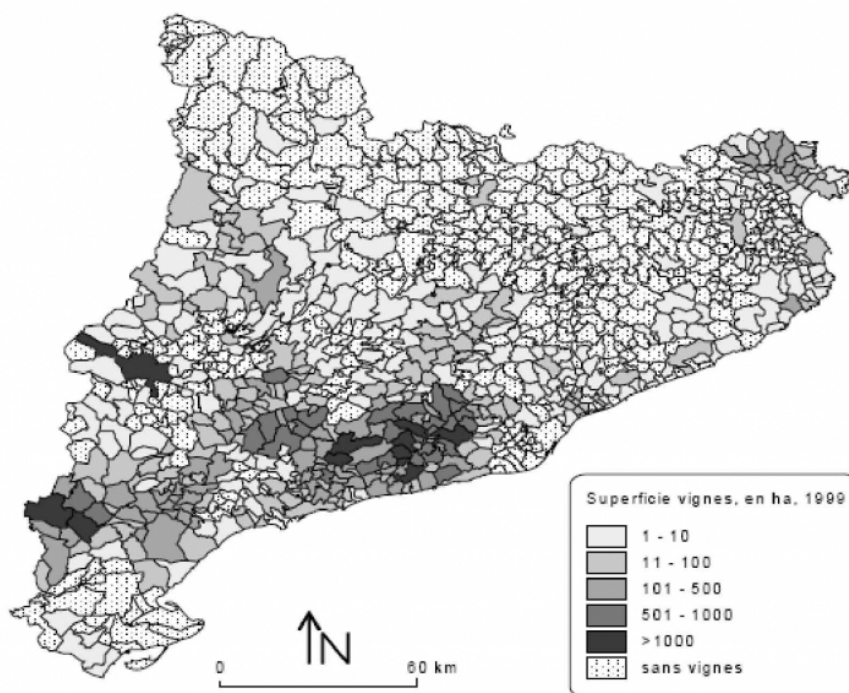 Superficie vignes, en ha, 1999
1 - 10
11 - 100
101 - 500
501 - 1000
>1000
sans vignes
N
0 60 km